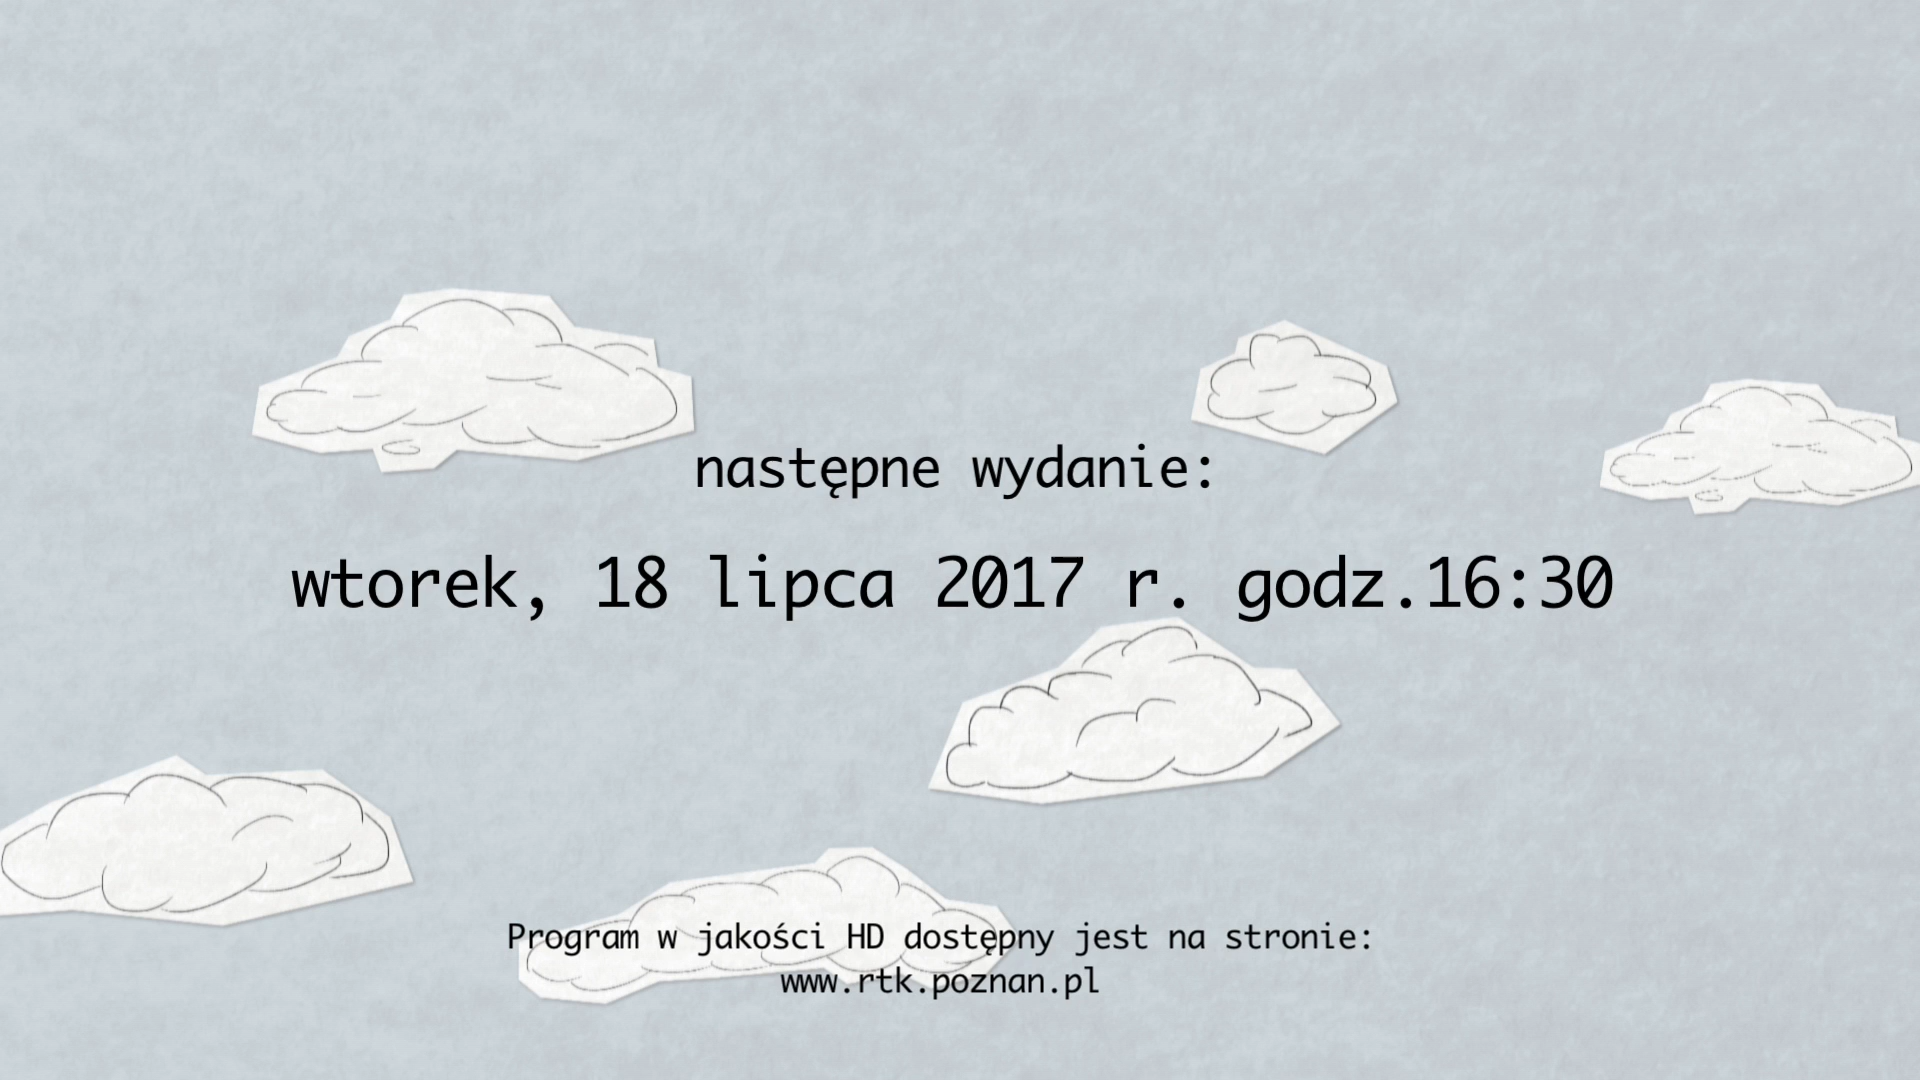 następne wydanie:
wtorek, 18 lipca 2017 r. godz.16:30
Program w jakości HD dostępny jest na stronie:
www.rtk.poznan.pl